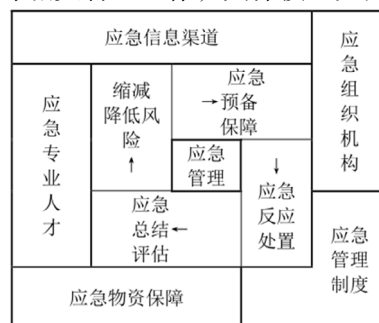 应急信息渠道
应
急
组
织
机
构
应
急
专
业
人
才
缩减
降低风
险
↑
应急
→预备
保障
应急
管理
↓
应急
反应
处置
应急
总结←
评估
应急
管理
制度
应急物资保障